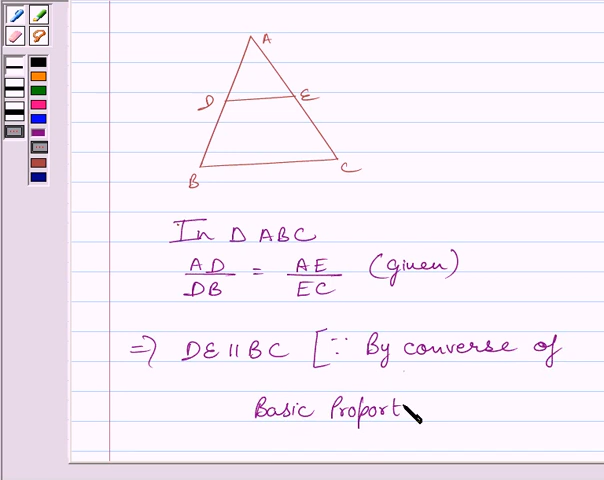 A
D E
B C
In Δ ABC
AD/DB = AE/EC (given)
⇒ DE || BC [∵ By converse of
Basic Proport